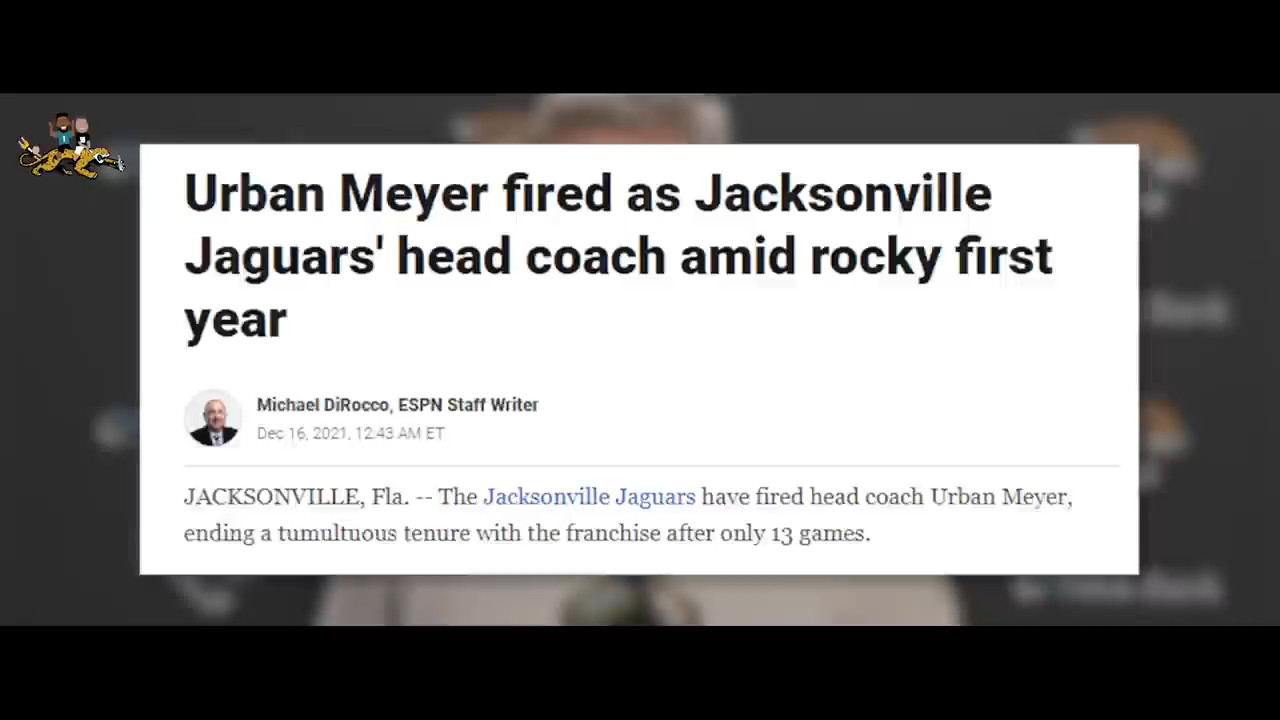 Urban Meyer fired as Jacksonville
Jaguars' head coach amid rocky first
year
Michael DiRocco, ESPN Staff Writer
Dec 16, 2021, 12:43 AM ET
JACKSONVILLE, Fla. -- The Jacksonville Jaguars have fired head coach Urban Meyer,
ending a tumultuous tenure with the franchise after only 13 games.